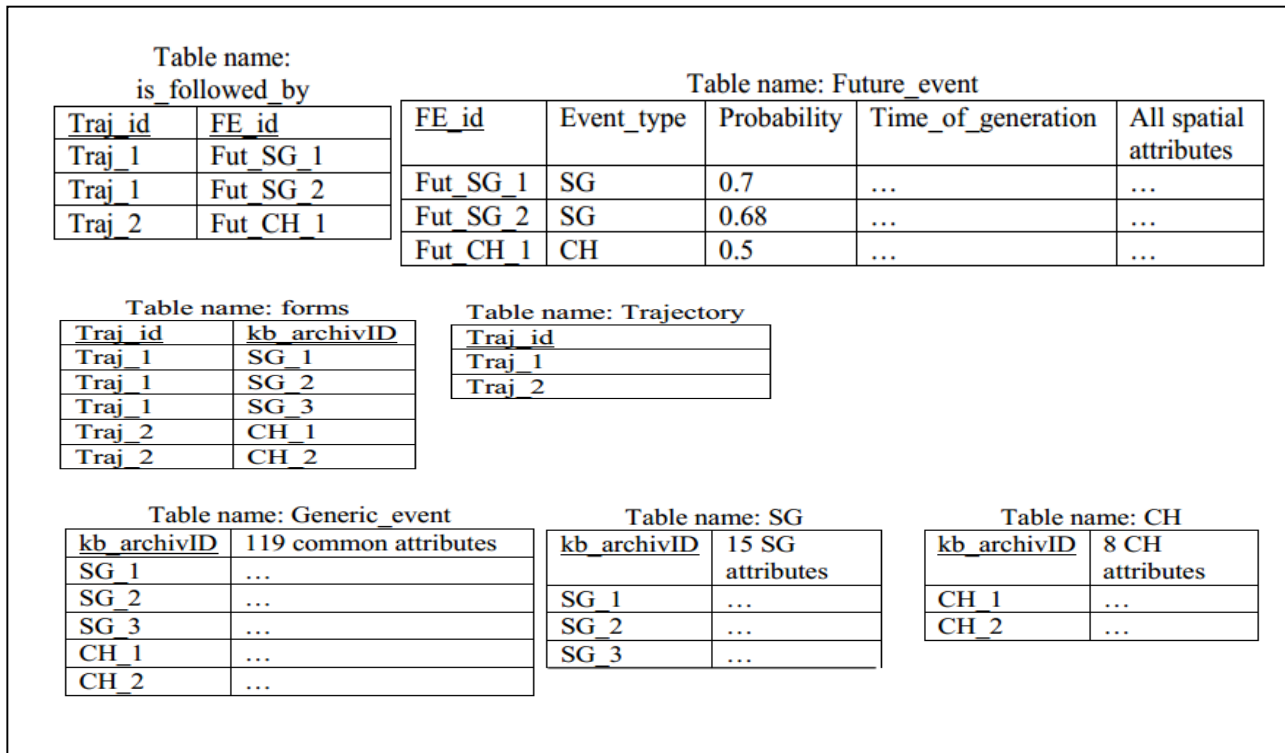 Table name:
is_followed_by
Traj_id FE_id
Traj_1 Fut_SG_1
Traj_1 Fut_SG_2
Traj_2 Fut_CH_1
Table name: Future_event
FE_id Event_type Probability Time_of_generation All spatial
attributes
Fut_SG_1 SG 0.7 … …
Fut_SG_2 SG 0.68 … …
Fut_CH_1 CH 0.5 … …
Table name: forms
Traj_id kb_archivID
Traj_1 SG_1
Traj_1 SG_2
Traj_1 SG_3
Traj_2 CH_1
Traj_2 CH_2
Table name: Trajectory
Traj_id
Traj_1
Traj_2
Table name: Generic_event
kb_archivID 119 common attributes
SG_1 …
SG_2 …
SG_3 …
CH_1 …
CH_2 …
Table name: SG
kb_archivID 15 SG
attributes
SG_1 …
SG_2 …
SG_3 …
Table name: CH
kb_archivID 8 CH
attributes
CH_1 …
CH_2 …